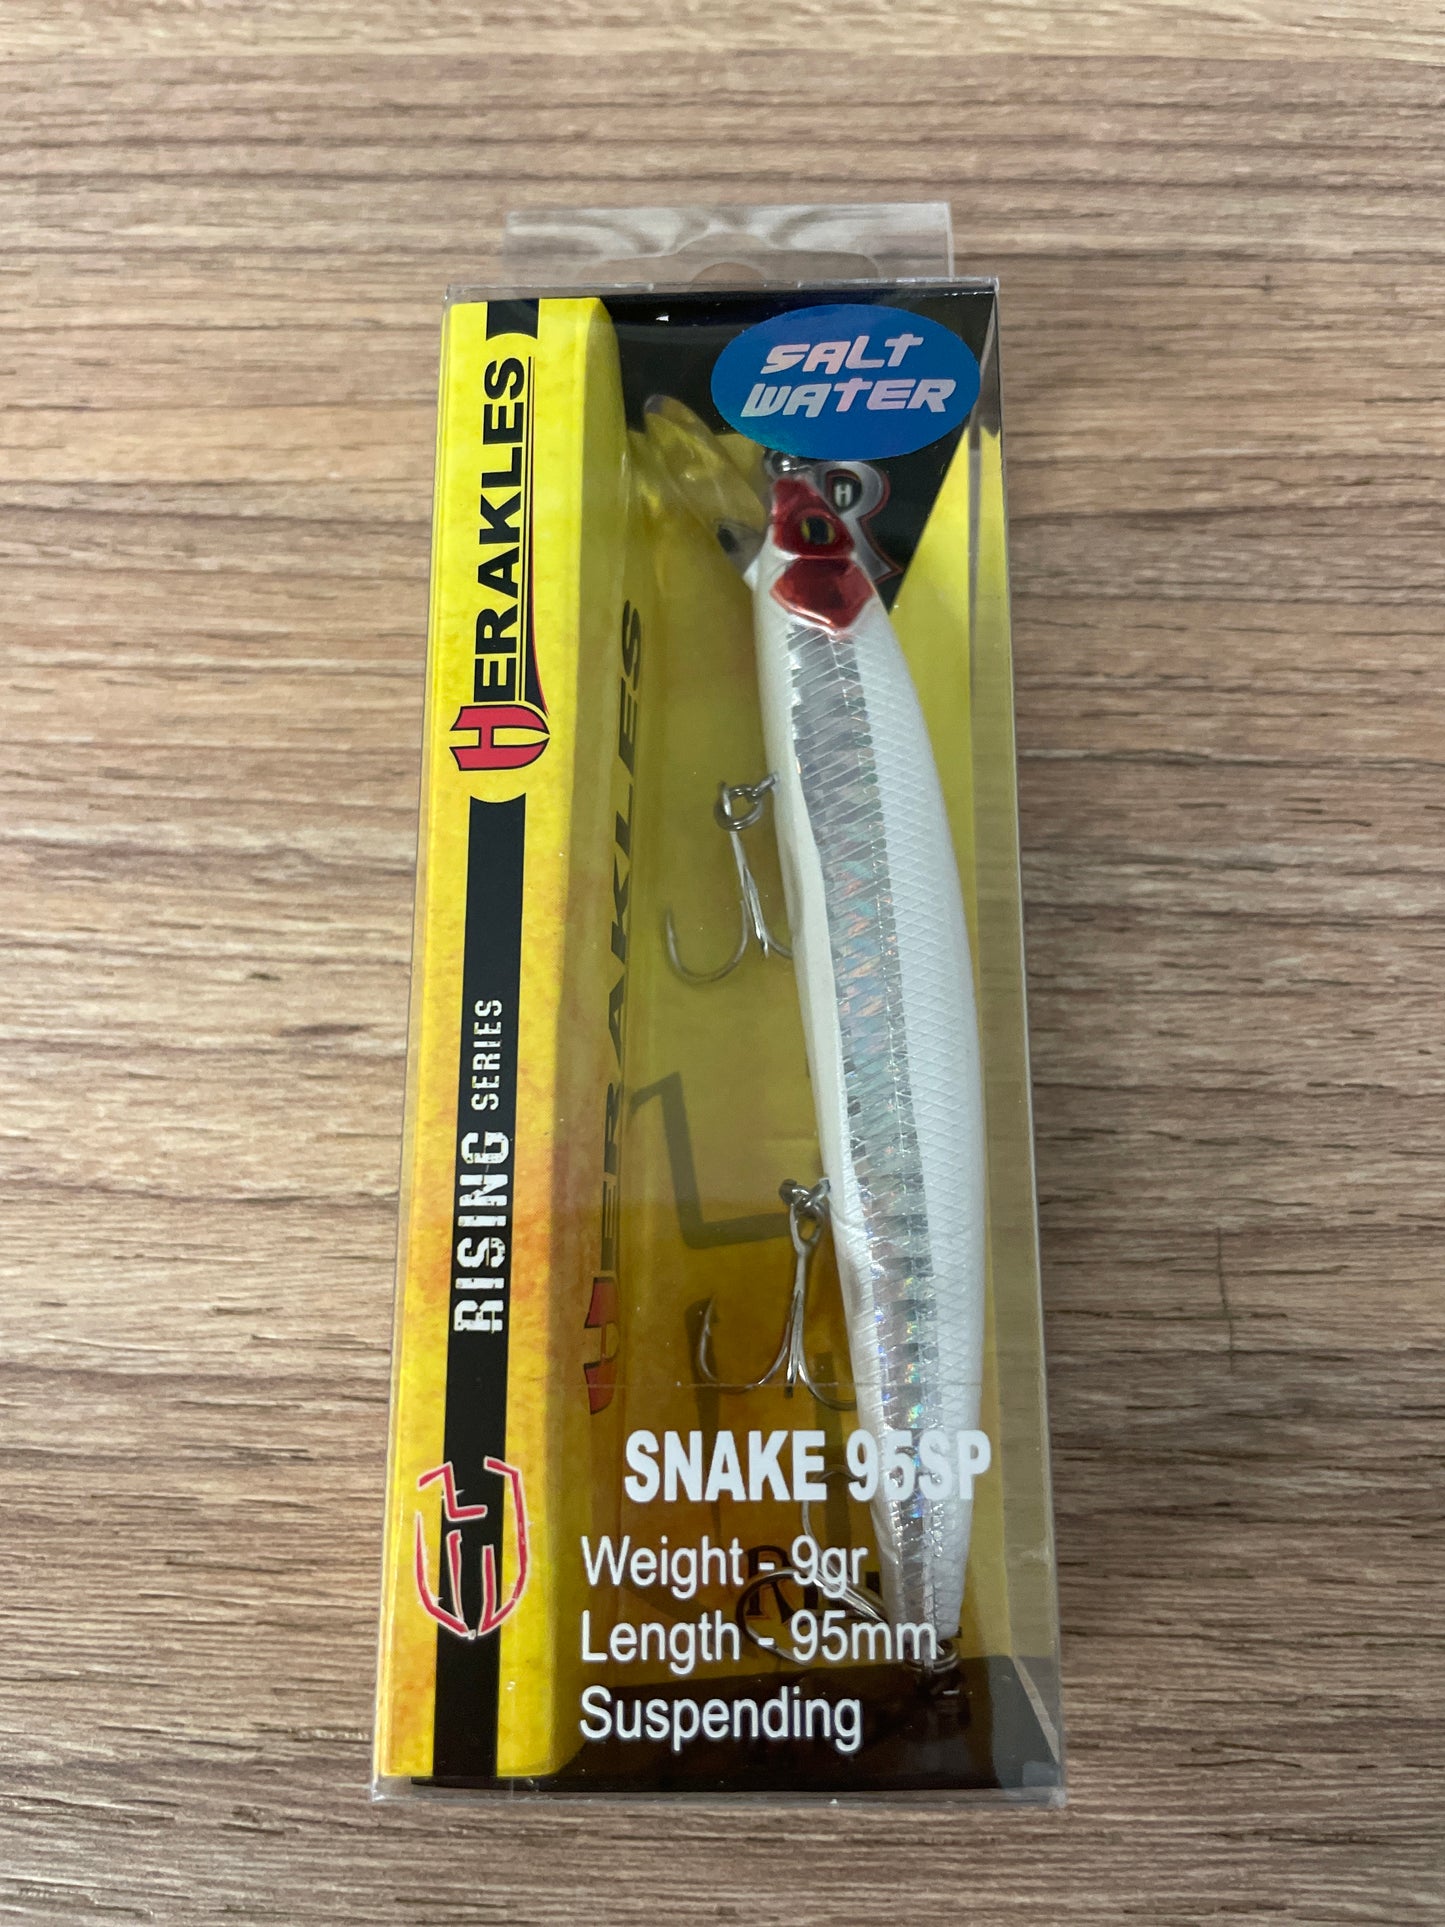 SALT
WATER
HERAKLES
RISING SERIES
HERAKLES
H
SNAKE 95SP
Weight - 9gr
Length - 95mm
Suspending